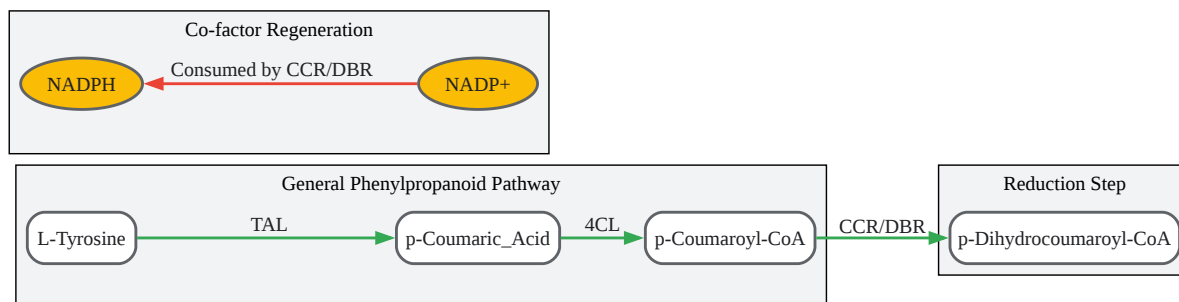 Co-factor Regeneration
Consumed by CCR/DBR
NADPH
NADP+
General Phenylpropanoid Pathway
Reduction Step
L-Tyrosine
TAL
p-Coumaric_Acid
4CL
p-Coumaroyl-CoA
CCR/DBR
p-Dihydrocoumaroyl-CoA